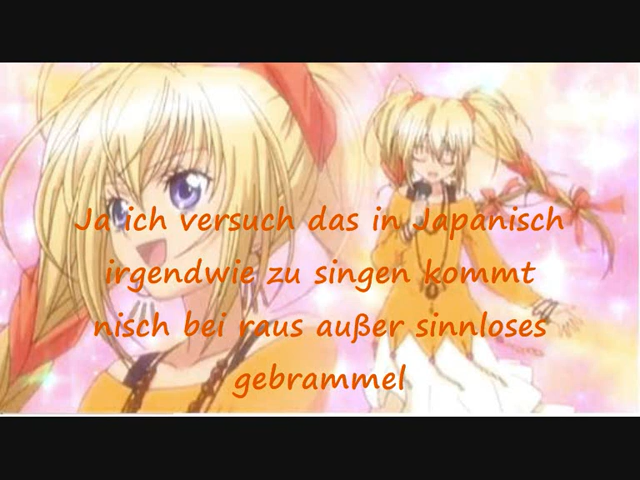 Ja ich versuch das in Japanisch
irgendwie zu singen kommt
nisch bei raus außer sinnloses
gebrammel